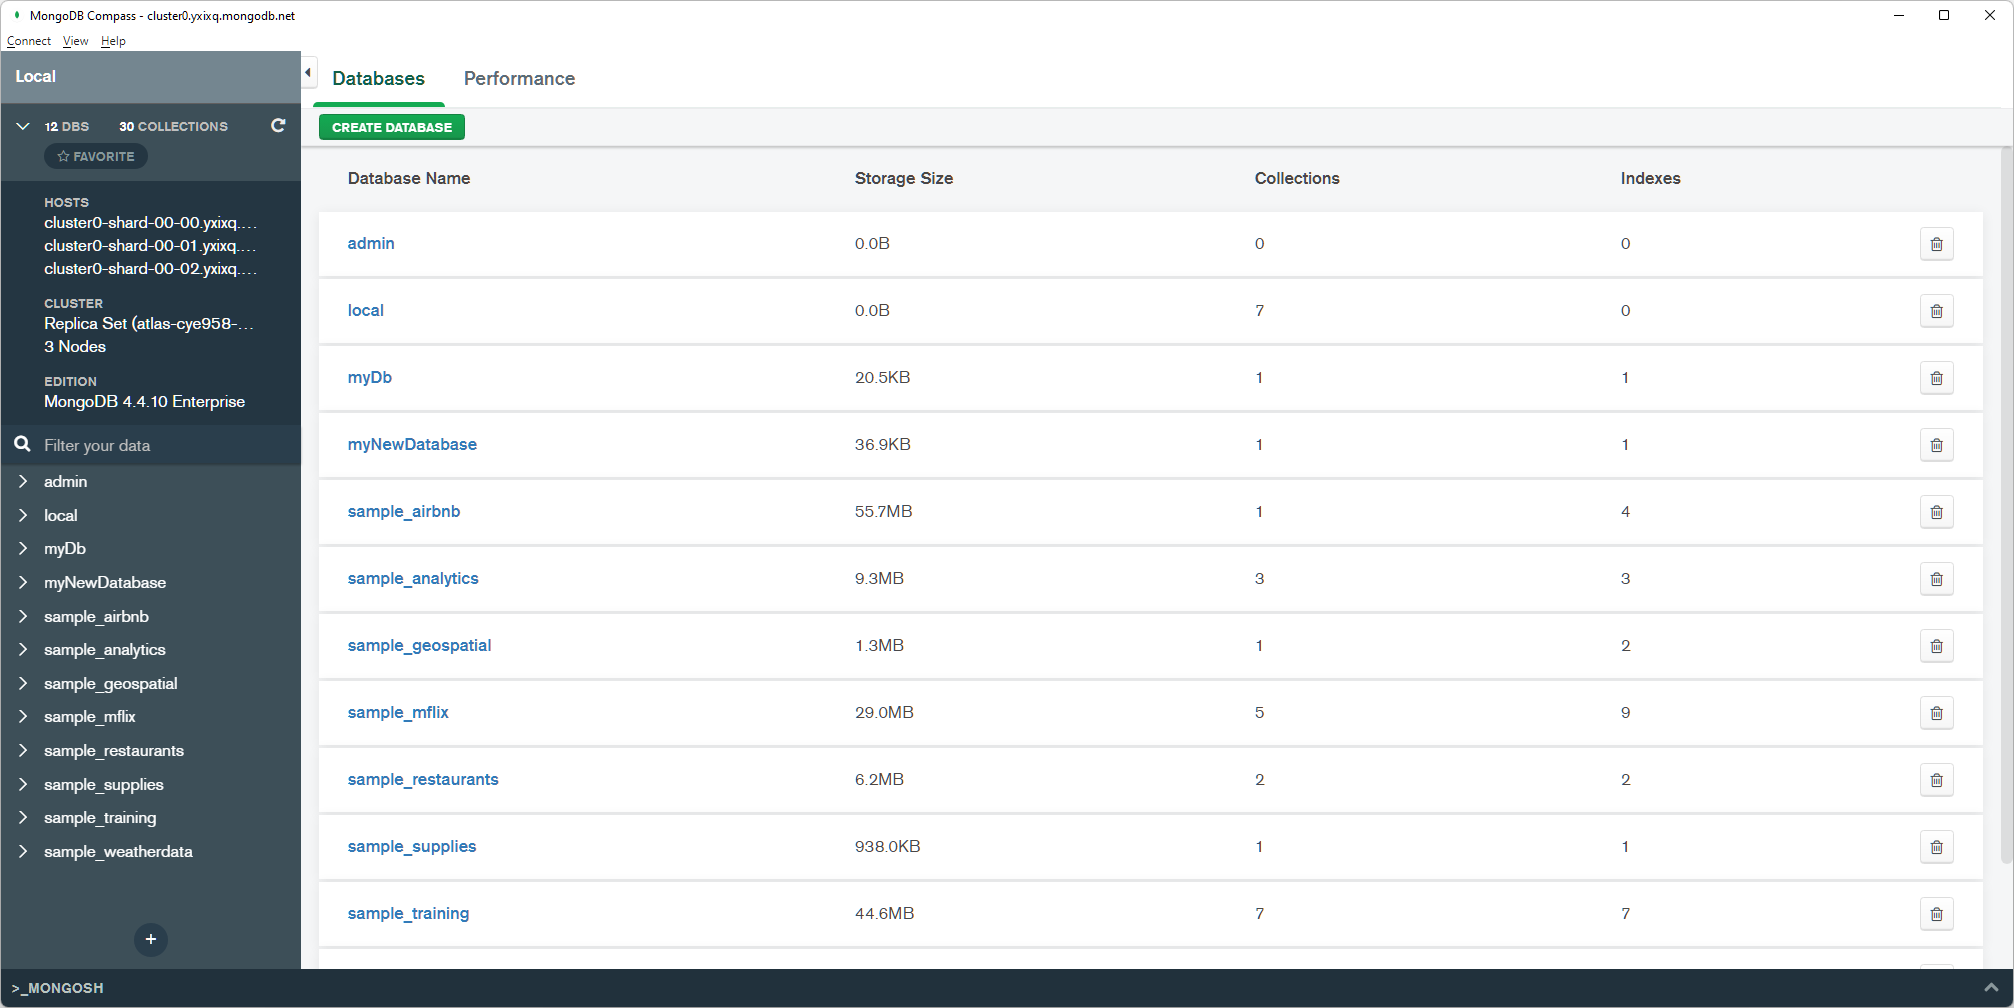 MongoDB Compass - cluster0.yxixq.mongodb.net
Connect View Help
Local
12 DBS 30 COLLECTIONS
FAVORITE
HOSTS
cluster0-shard-00-00.yxixq....
cluster0-shard-00-01.yxixq....
cluster0-shard-00-02.yxixq....
CLUSTER
Replica Set (atlas-cye958-...
3 Nodes
EDITION
MongoDB 4.4.10 Enterprise
Filter your data
admin
local
myDb
myNewDatabase
sample_airbnb
sample_analytics
sample_geospatial
sample_mflix
sample_restaurants
sample_supplies
sample_training
sample_weatherdata
Databases Performance
CREATE DATABASE
Database Name Storage Size Collections Indexes
admin 0.0B 0 0
local 0.0B 7 0
myDb 20.5KB 1 1
myNewDatabase 36.9KB 1 1
sample_airbnb 55.7MB 1 4
sample_analytics 9.3MB 3 3
sample_geospatial 1.3MB 1 2
sample_mflix 29.0MB 5 9
sample_restaurants 6.2MB 2 2
sample_supplies 938.0KB 1 1
sample_training 44.6MB 7 7
>_MONGOSH